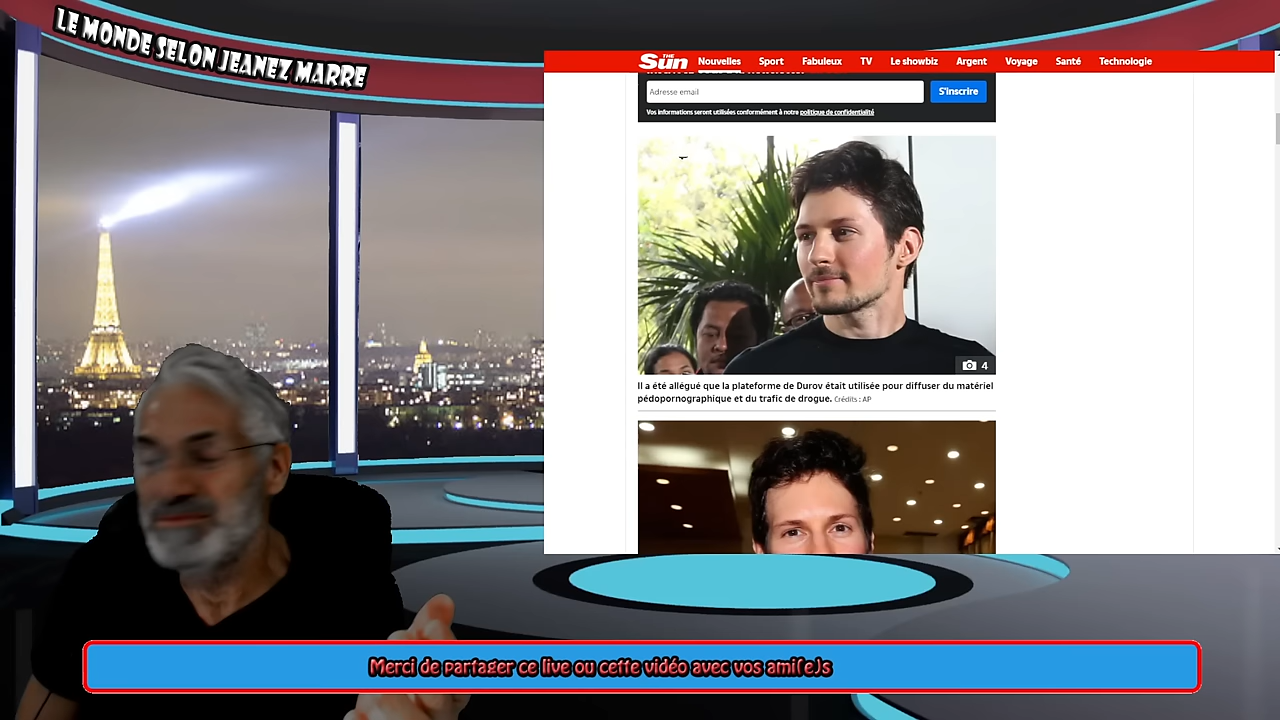 LE MONDE SELON JEANEZ MARRE
THE Sun Nouvelles Sport Fabuleux TV Le showbiz Argent Voyage Santé Technologie
Adresse email S'inscrire
Vos informations seront utilisées conformément à notre politique de confidentialité
4
Il a été allégué que la plateforme de Durov était utilisée pour diffuser du matériel
pédopornographique et du trafic de drogue. Crédits : AP
Merci de partager ce live ou cette vidéo avec vos ami(e)s